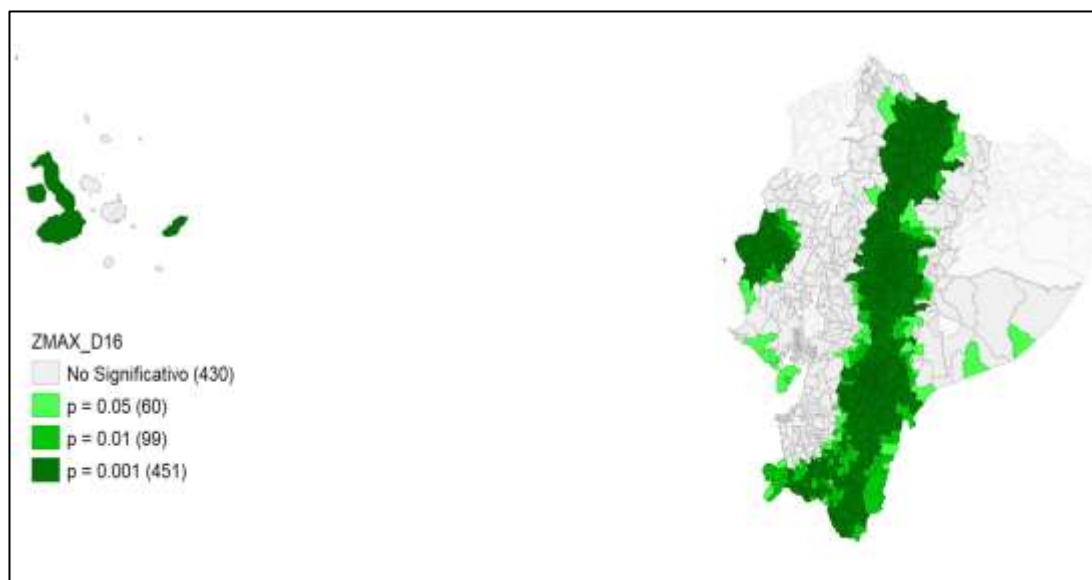 ZMAX_D16
No Significativo (430)
p = 0.05 (60)
p = 0.01 (99)
p = 0.001 (451)